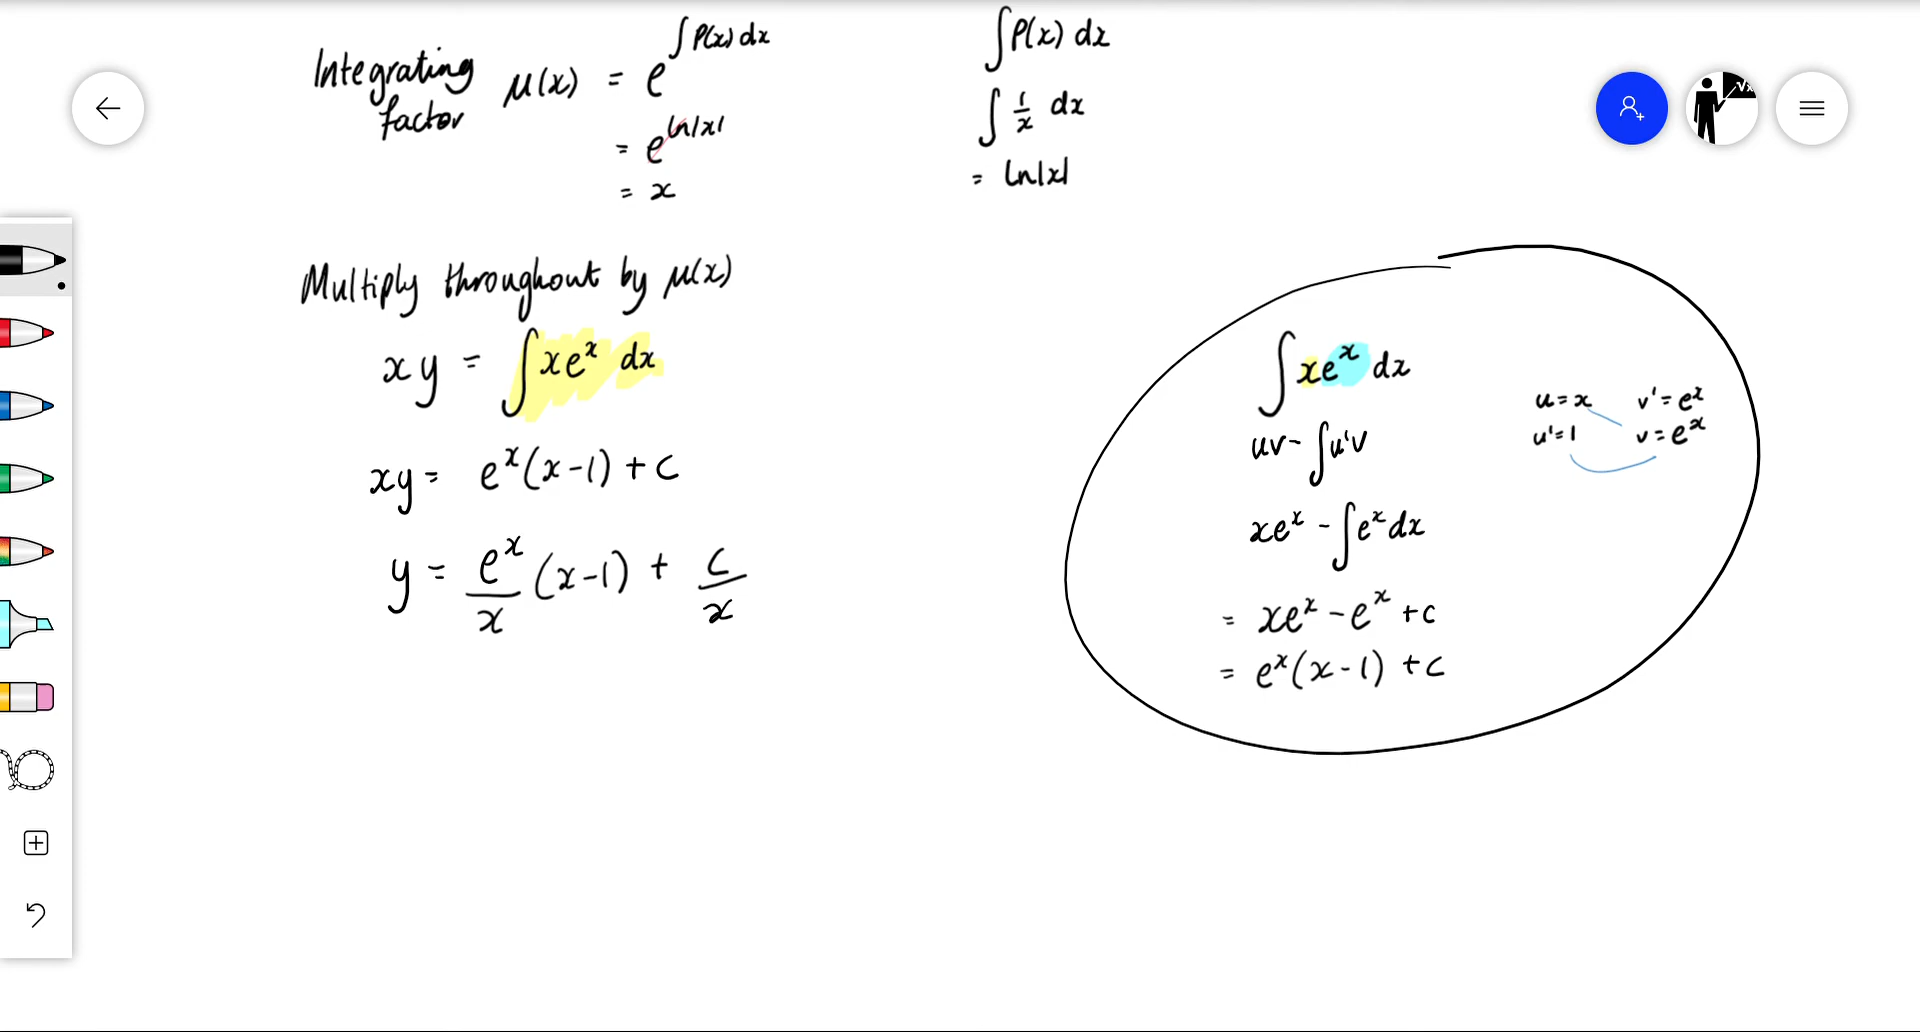 Integrating factor μ(x) = e^∫P(x) dx
= e^ln|x|
= x
∫P(x) dx
∫ 1/x dx
= ln|x|
Multiply throughout by μ(x)
xy = ∫xe^x dx
xy = e^x(x-1) + c
y = e^x/x (x-1) + c/x
∫xe^x dx
uv - ∫u'v
xe^x - ∫e^x dx
= xe^x - e^x + c
= e^x(x-1) + c
u = x v' = e^x
u' = 1 v = e^x